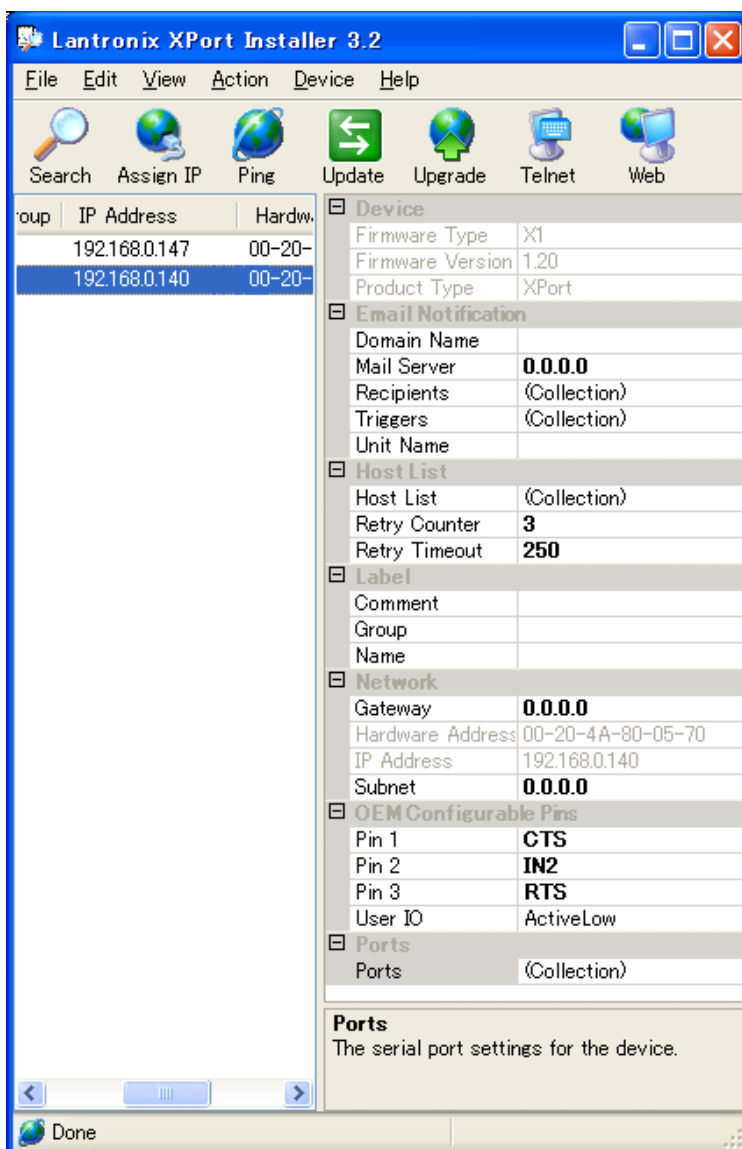 Lantronix XPort Installer 3.2
File Edit View Action Device Help
Search Assign IP Ping Update Upgrade Telnet Web
oup IP Address Hardw
192.168.0.147 00-20-
192.168.0.140 00-20-
Device
Firmware Type X1
Firmware Version 1.20
Product Type XPort
Email Notification
Domain Name
Mail Server 0.0.0.0
Recipients (Collection)
Triggers (Collection)
Unit Name
Host List
Host List (Collection)
Retry Counter 3
Retry Timeout 250
Label
Comment
Group
Name
Network
Gateway 0.0.0.0
Hardware Address 00-20-4A-80-05-70
IP Address 192.168.0.140
Subnet 0.0.0.0
OEM Configurable Pins
Pin 1 CTS
Pin 2 IN2
Pin 3 RTS
User IO ActiveLow
Ports
Ports (Collection)
Ports
The serial port settings for the device.
Done